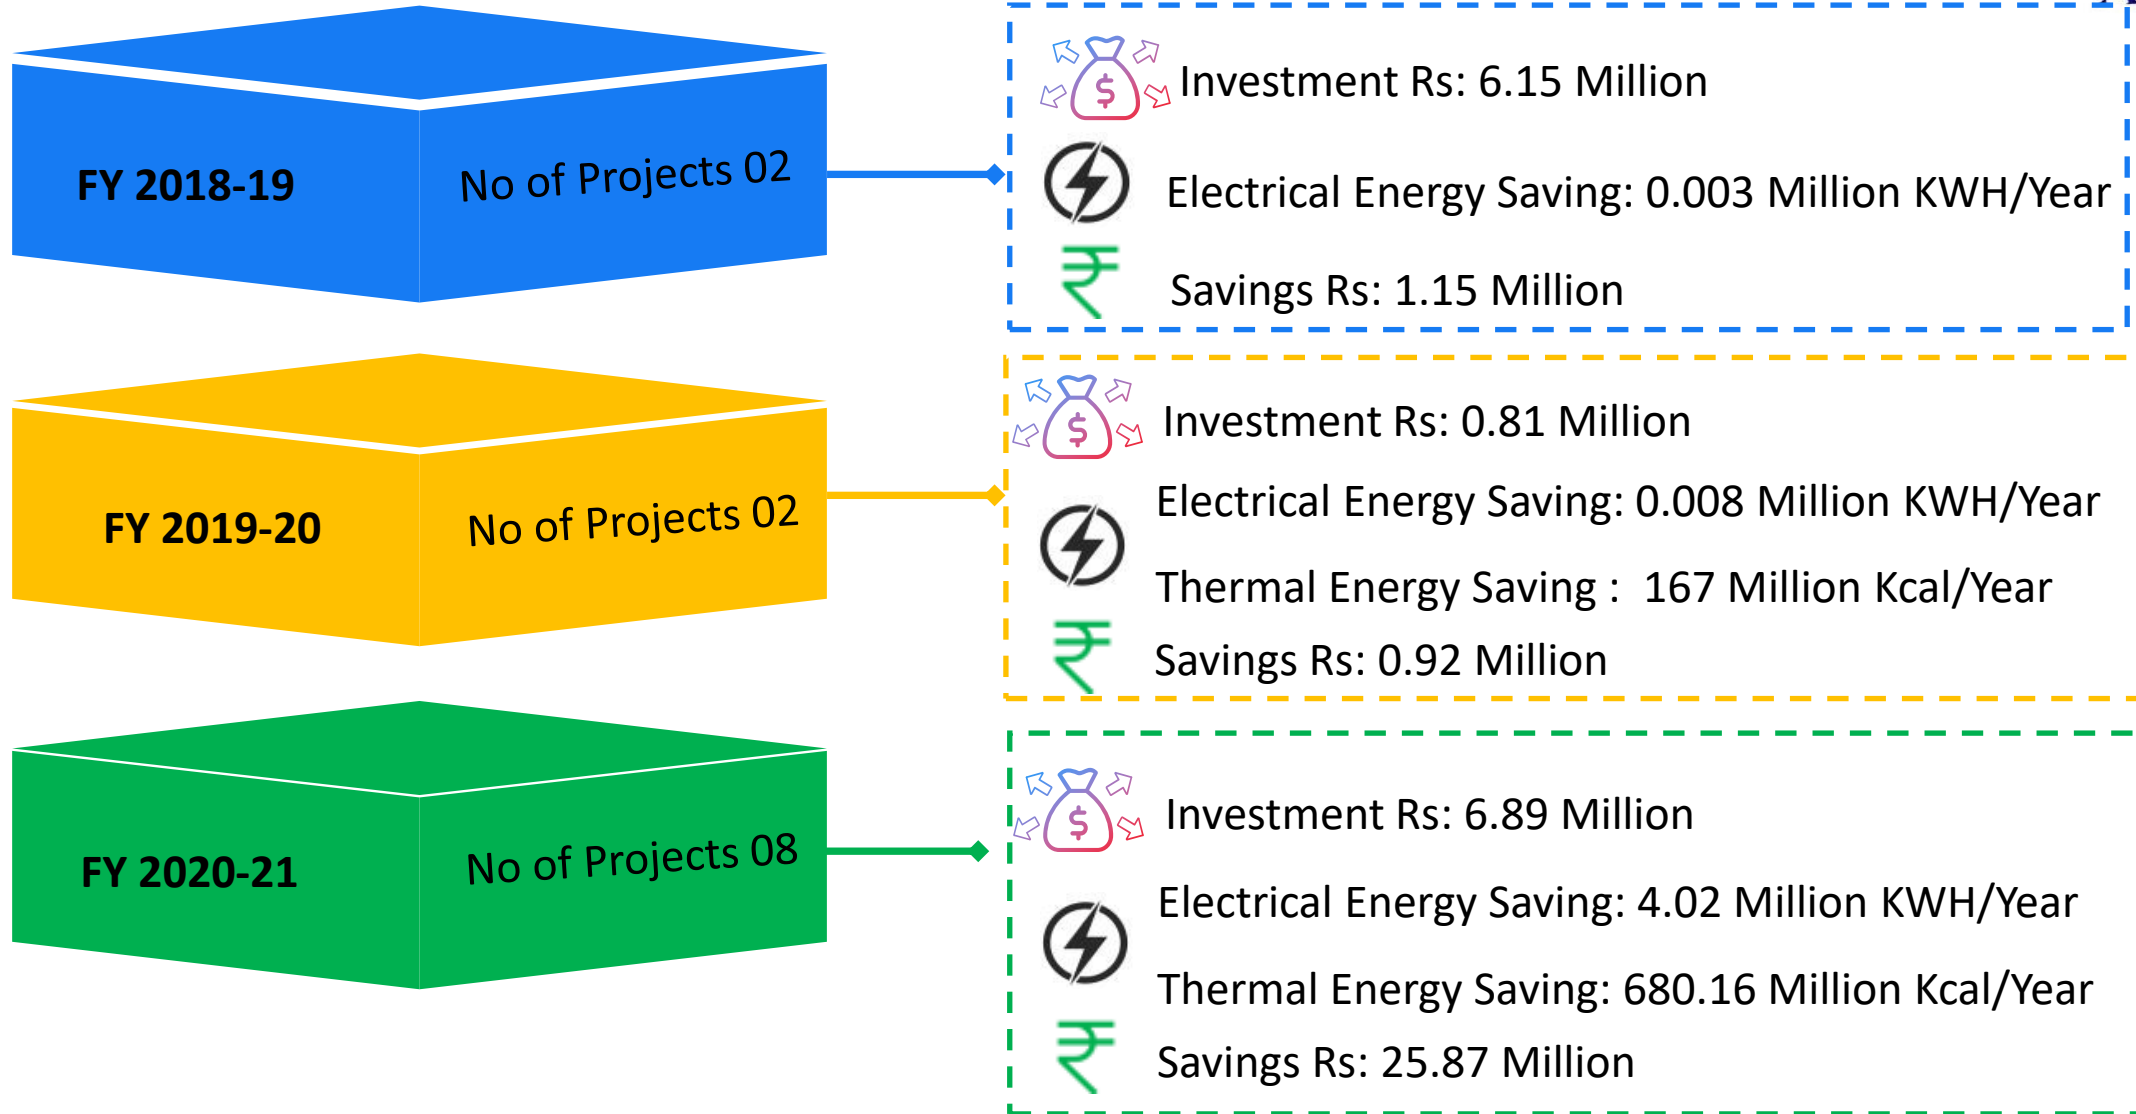 FY 2018-19
No of Projects 02
Investment Rs: 6.15 Million
Electrical Energy Saving: 0.003 Million KWH/Year
Savings Rs: 1.15 Million
FY 2019-20
No of Projects 02
Investment Rs: 0.81 Million
Electrical Energy Saving: 0.008 Million KWH/Year
Thermal Energy Saving :  167 Million Kcal/Year
Savings Rs: 0.92 Million
FY 2020-21
No of Projects 08
Investment Rs: 6.89 Million
Electrical Energy Saving: 4.02 Million KWH/Year
Thermal Energy Saving: 680.16 Million Kcal/Year
Savings Rs: 25.87 Million